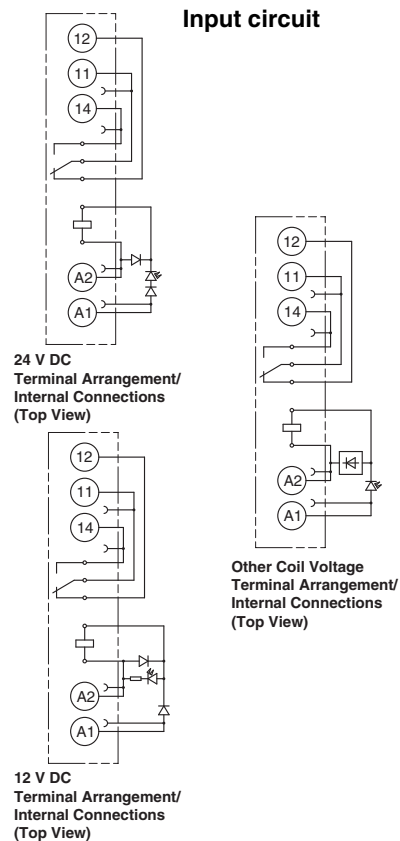 Input circuit
12
11
14
A2
A1
24 V DC
Terminal Arrangement/
Internal Connections
(Top View)
12
11
14
A2
A1
Other Coil Voltage
Terminal Arrangement/
Internal Connections
(Top View)
12
11
14
A2
A1
12 V DC
Terminal Arrangement/
Internal Connections
(Top View)